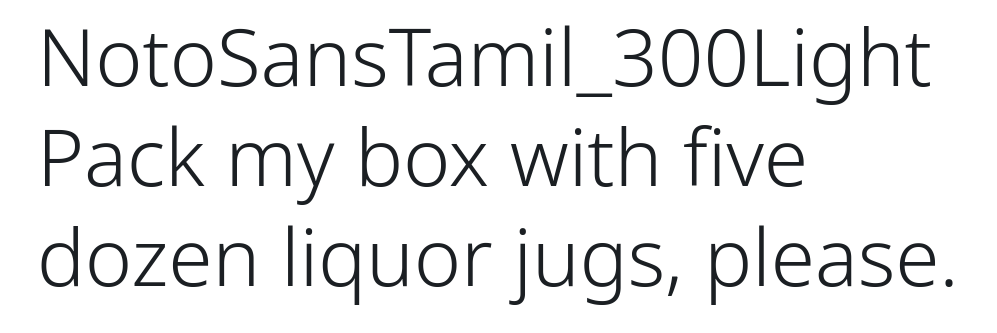 NotoSansTamil_300Light
Pack my box with five
dozen liquor jugs, please.